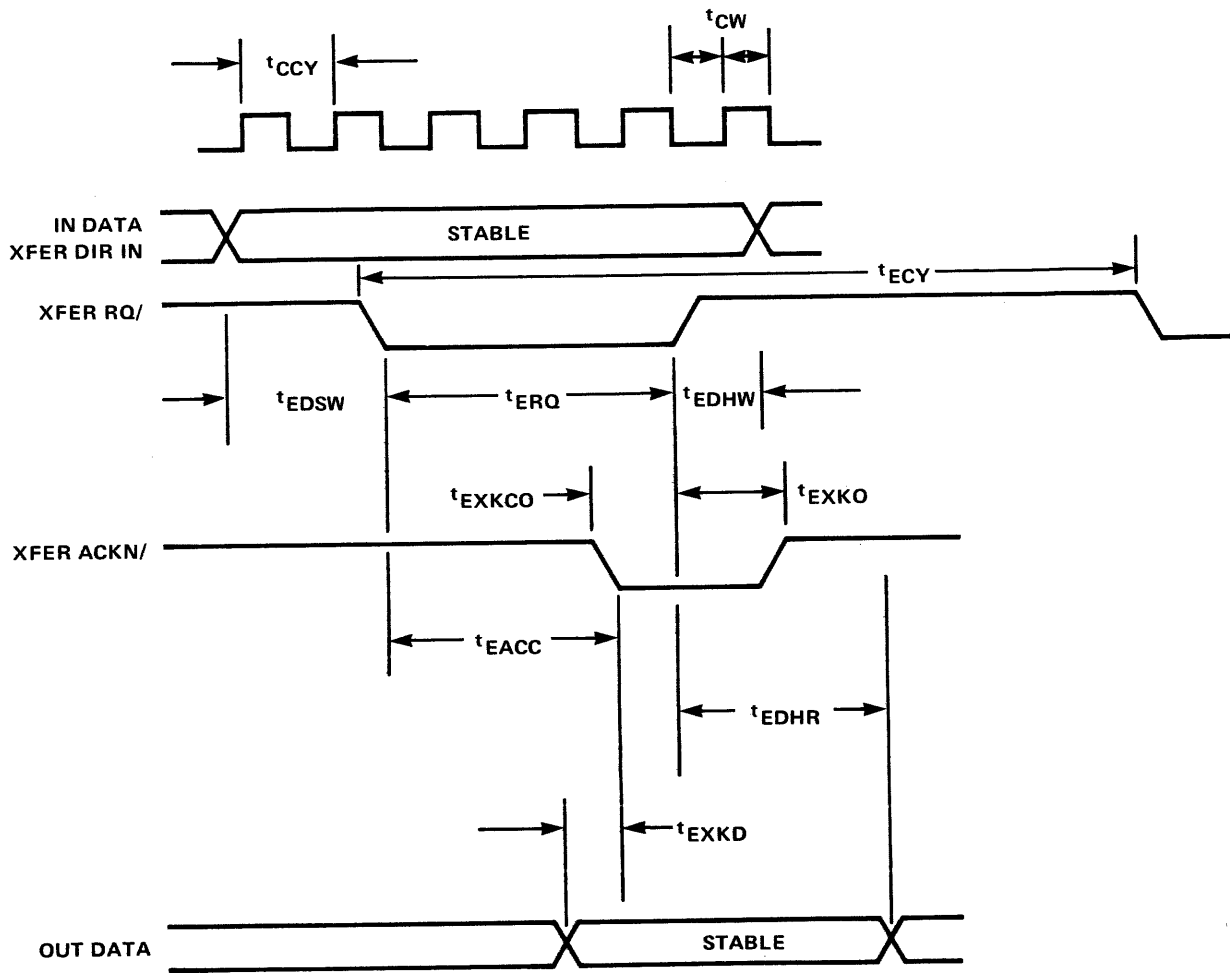 tCW
tCCY
IN DATA
XFER DIR IN
STABLE
tECY
XFER RQ/
tEDSW
tERQ
tEDHW
tEXKCO
tEXKO
XFER ACKN/
tEACC
tEDHR
tEXKD
OUT DATA
STABLE